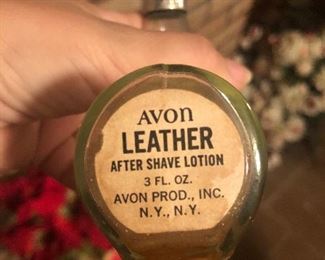 AVON
LEATHER
AFTER SHAVE LOTION
3 FL. OZ.
AVON PROD., INC.
N.Y., N.Y.